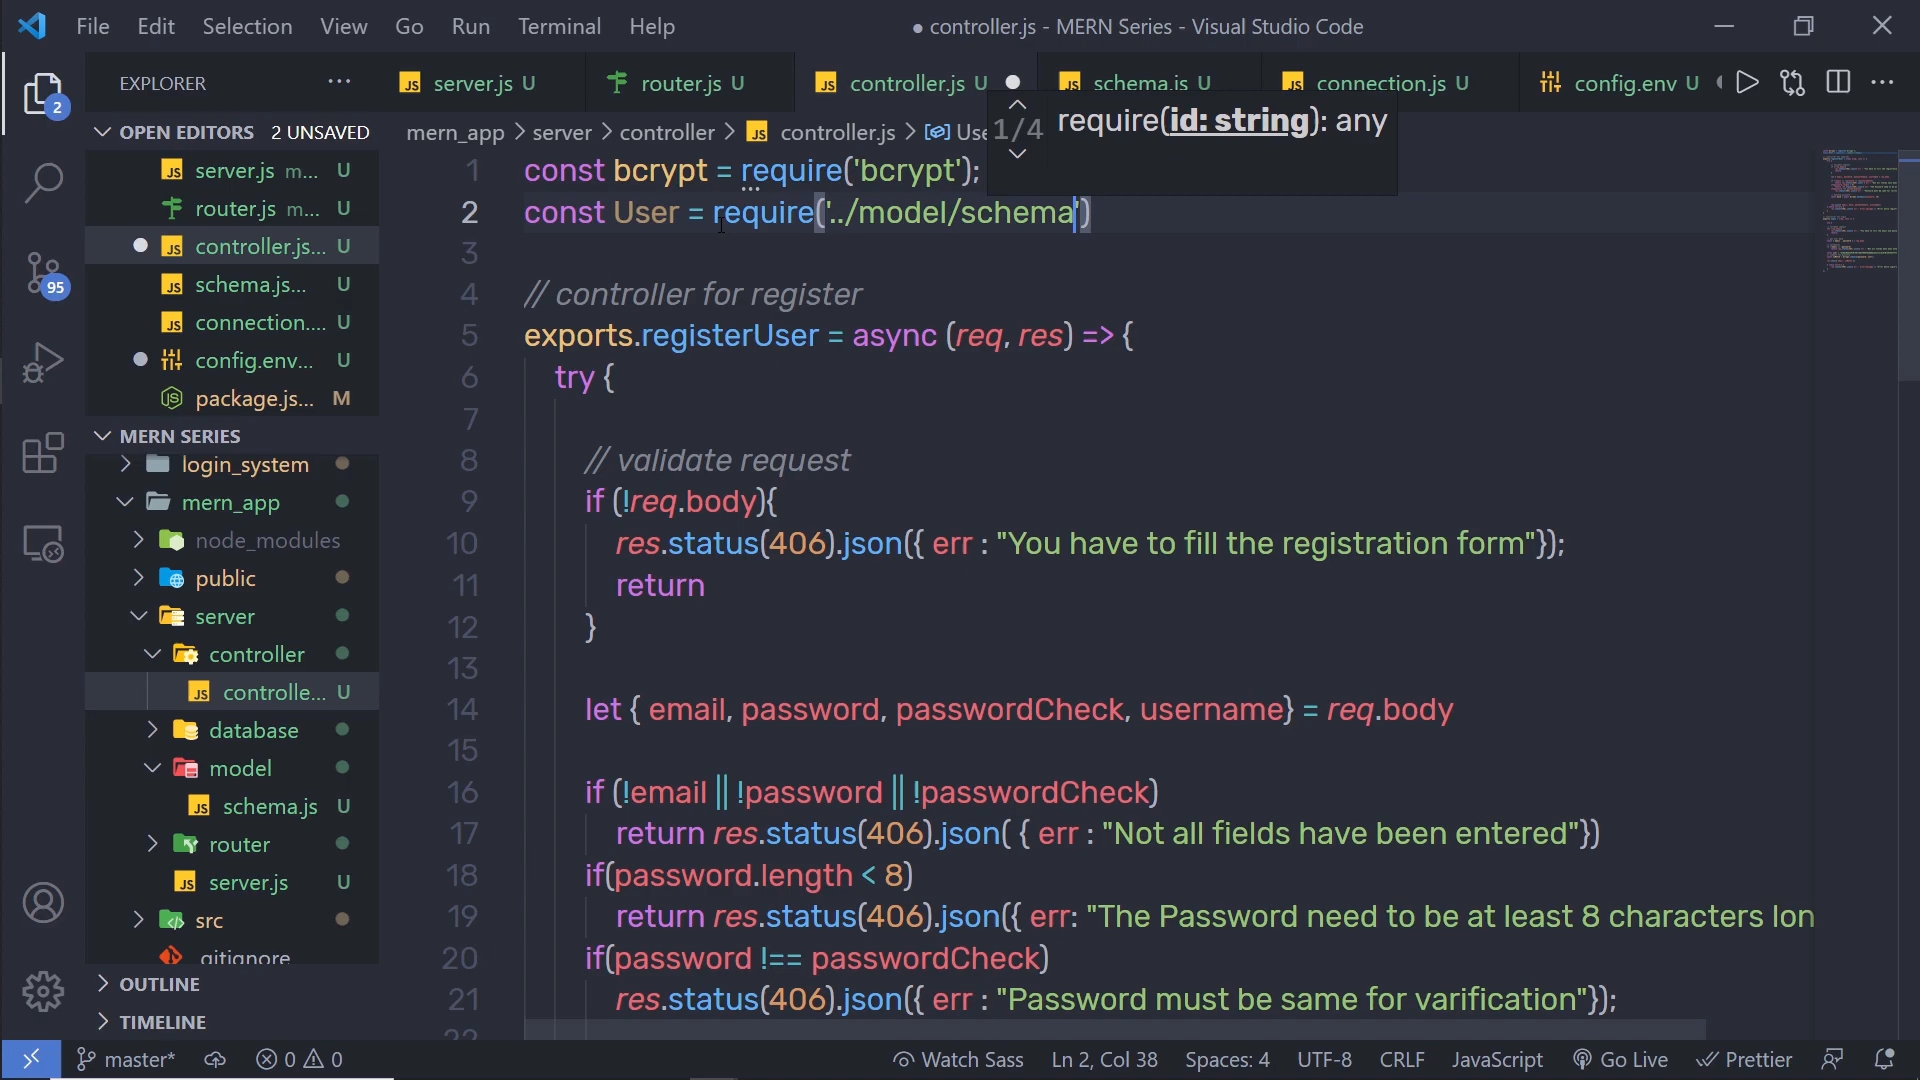 File Edit Selection View Go Run Terminal Help
● controller.js - MERN Series - Visual Studio Code
EXPLORER
server.js U
router.js U
controller.js U
schema.js U
connection.js U
config.env U
OPEN EDITORS 2 UNSAVED
mern_app > server > controller > controller.js > Use
1/4 require(id: string): any
server.js m... U
router.js m... U
controller.js... U
schema.js... U
connection.... U
config.env... U
package.js... M
MERN SERIES
login_system
mern_app
node_modules
public
server
controller
controlle... U
database
model
schema.js U
router
server.js U
src
.gitignore
OUTLINE
TIMELINE
2
95
1 const bcrypt = require('bcrypt');
2 const User = require('../model/schema')
3
4 // controller for register
5 exports.registerUser = async (req, res) => {
6 try {
7
8 // validate request
9 if (!req.body){
10 res.status(406).json({ err : "You have to fill the registration form"});
11 return
12 }
13
14 let { email, password, passwordCheck, username} = req.body
15
16 if (!email || !password || !passwordCheck)
17 return res.status(406).json( { err : "Not all fields have been entered"})
18 if(password.length < 8)
19 return res.status(406).json({ err: "The Password need to be at least 8 characters lon
20 if(password !== passwordCheck)
21 res.status(406).json({ err : "Password must be same for varification"});
22
master* 0 0 Watch Sass Ln 2, Col 38 Spaces: 4 UTF-8 CRLF JavaScript Go Live Prettier